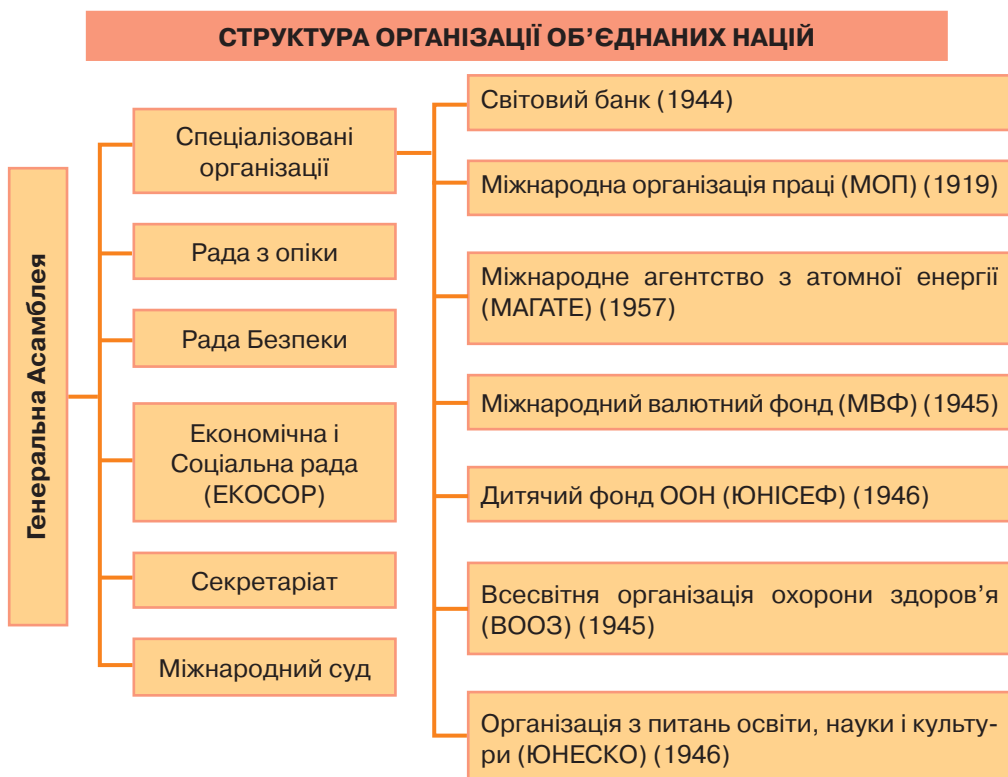 СТРУКТУРА ОРГАНІЗАЦІЇ ОБ’ЄДНАНИХ НАЦІЙ
Генеральна Асамблея
Спеціалізовані
організації
Рада з опіки
Рада Безпеки
Економічна і
Соціальна рада
(ЕКОСОР)
Секретаріат
Міжнародний суд
Світовий банк (1944)
Міжнародна організація праці (МОП) (1919)
Міжнародне агентство з атомної енергії
(МАГАТЕ) (1957)
Міжнародний валютний фонд (МВФ) (1945)
Дитячий фонд ООН (ЮНІСЕФ) (1946)
Всесвітня організація охорони здоров’я
(ВООЗ) (1945)
Організація з питань освіти, науки і культу-
ри (ЮНЕСКО) (1946)